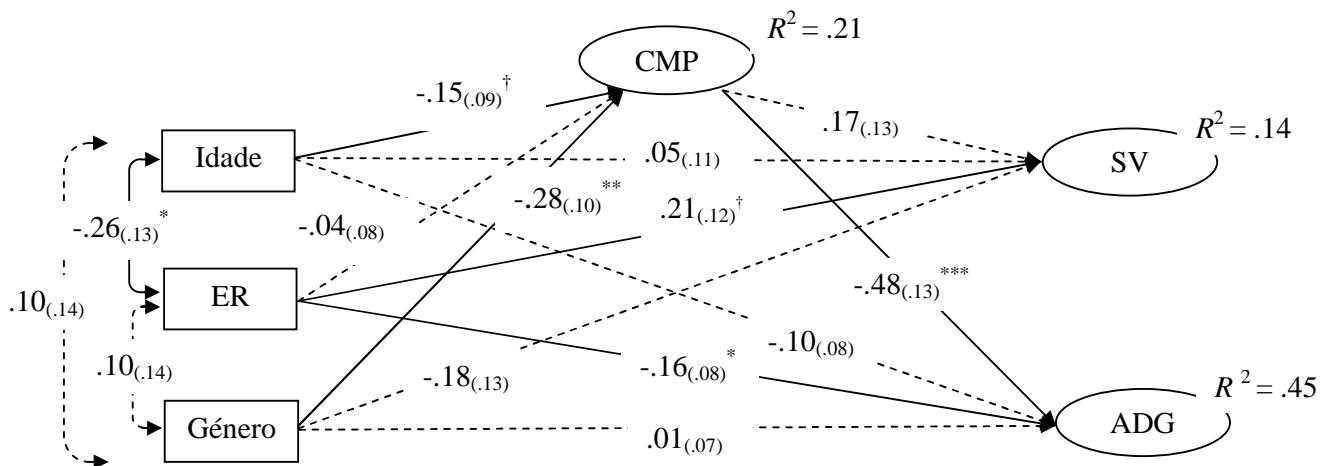 R² = .21
CMP
-.15(.09)†
.17(.13)
R² = .14
Idade
.05(.11)
SV
-.28(.10)**
.21(.12)†
-.26(.13)*
-.04(.08)
ER
-.48(.13)***
.10(.14)
-.10(.08)
.10(.14)
-.16(.08)*
-.18(.13)
R² = .45
Género
.01(.07)
ADG